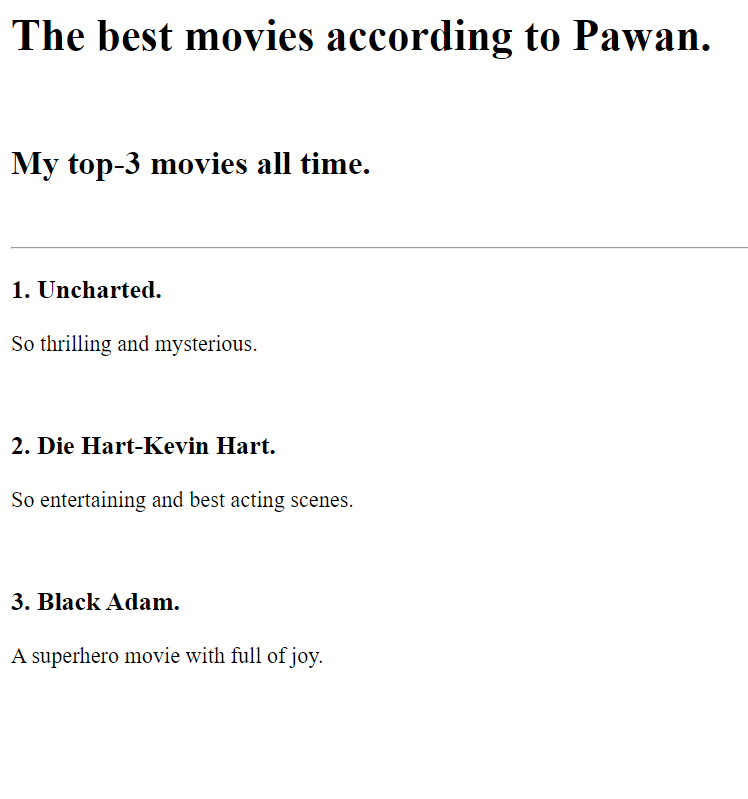 The best movies according to Pawan.
My top-3 movies all time.
1. Uncharted.
So thrilling and mysterious.
2. Die Hart-Kevin Hart.
So entertaining and best acting scenes.
3. Black Adam.
A superhero movie with full of joy.